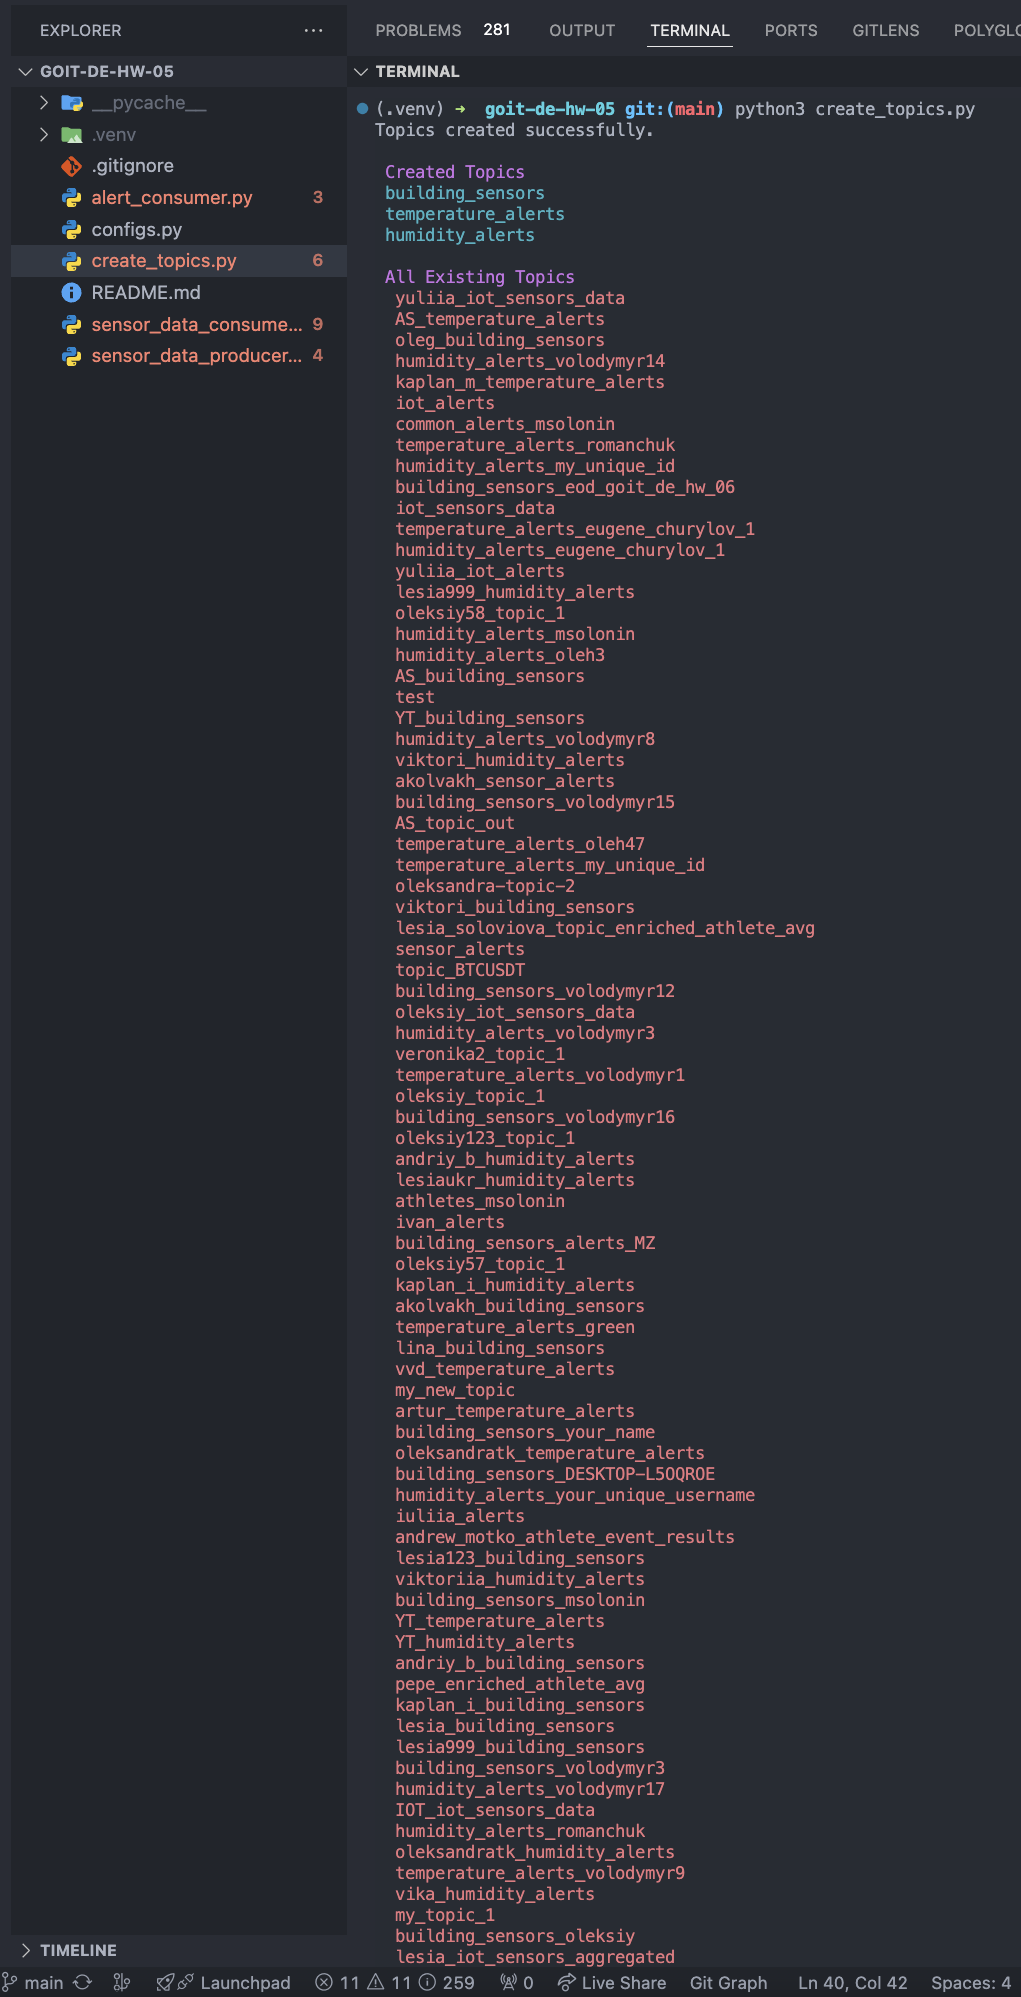 EXPLORER ···
GOIT-DE-HW-05
__pycache__
.venv
.gitignore
alert_consumer.py 3
configs.py
create_topics.py 6
README.md
sensor_data_consume... 9
sensor_data_producer... 4
TIMELINE
PROBLEMS 281 OUTPUT TERMINAL PORTS GITLENS POLYGLO
TERMINAL
(.venv) → goit-de-hw-05 git:(main) python3 create_topics.py
Topics created successfully.
Created Topics
building_sensors
temperature_alerts
humidity_alerts
All Existing Topics
yuliia_iot_sensors_data
AS_temperature_alerts
oleg_building_sensors
humidity_alerts_volodymyr14
kaplan_m_temperature_alerts
iot_alerts
common_alerts_msolonin
temperature_alerts_romanchuk
humidity_alerts_my_unique_id
building_sensors_eod_goit_de_hw_06
iot_sensors_data
temperature_alerts_eugene_churylov_1
humidity_alerts_eugene_churylov_1
yuliia_iot_alerts
lesia999_humidity_alerts
oleksiy58_topic_1
humidity_alerts_msolonin
humidity_alerts_oleh3
AS_building_sensors
test
YT_building_sensors
humidity_alerts_volodymyr8
viktori_humidity_alerts
akolvakh_sensor_alerts
building_sensors_volodymyr15
AS_topic_out
temperature_alerts_oleh47
temperature_alerts_my_unique_id
oleksandra-topic-2
viktori_building_sensors
lesia_soloviova_topic_enriched_athlete_avg
sensor_alerts
topic_BTCUSDT
building_sensors_volodymyr12
oleksiy_iot_sensors_data
humidity_alerts_volodymyr3
veronika2_topic_1
temperature_alerts_volodymyr1
oleksiy_topic_1
building_sensors_volodymyr16
oleksiy123_topic_1
andriy_b_humidity_alerts
lesiaukr_humidity_alerts
athletes_msolonin
ivan_alerts
building_sensors_alerts_MZ
oleksiy57_topic_1
kaplan_i_humidity_alerts
akolvakh_building_sensors
temperature_alerts_green
lina_building_sensors
vvd_temperature_alerts
my_new_topic
artur_temperature_alerts
building_sensors_your_name
oleksandratk_temperature_alerts
building_sensors_DESKTOP-L5OQROE
humidity_alerts_your_unique_username
iuliia_alerts
andrew_motko_athlete_event_results
lesia123_building_sensors
viktoriia_humidity_alerts
building_sensors_msolonin
YT_temperature_alerts
YT_humidity_alerts
andriy_b_building_sensors
pepe_enriched_athlete_avg
kaplan_i_building_sensors
lesia_building_sensors
lesia999_building_sensors
building_sensors_volodymyr3
humidity_alerts_volodymyr17
IOT_iot_sensors_data
humidity_alerts_romanchuk
oleksandratk_humidity_alerts
temperature_alerts_volodymyr9
vika_humidity_alerts
my_topic_1
building_sensors_oleksiy
lesia_iot_sensors_aggregated
main Launchpad 11 11 259 0 Live Share Git Graph Ln 40, Col 42 Spaces: 4